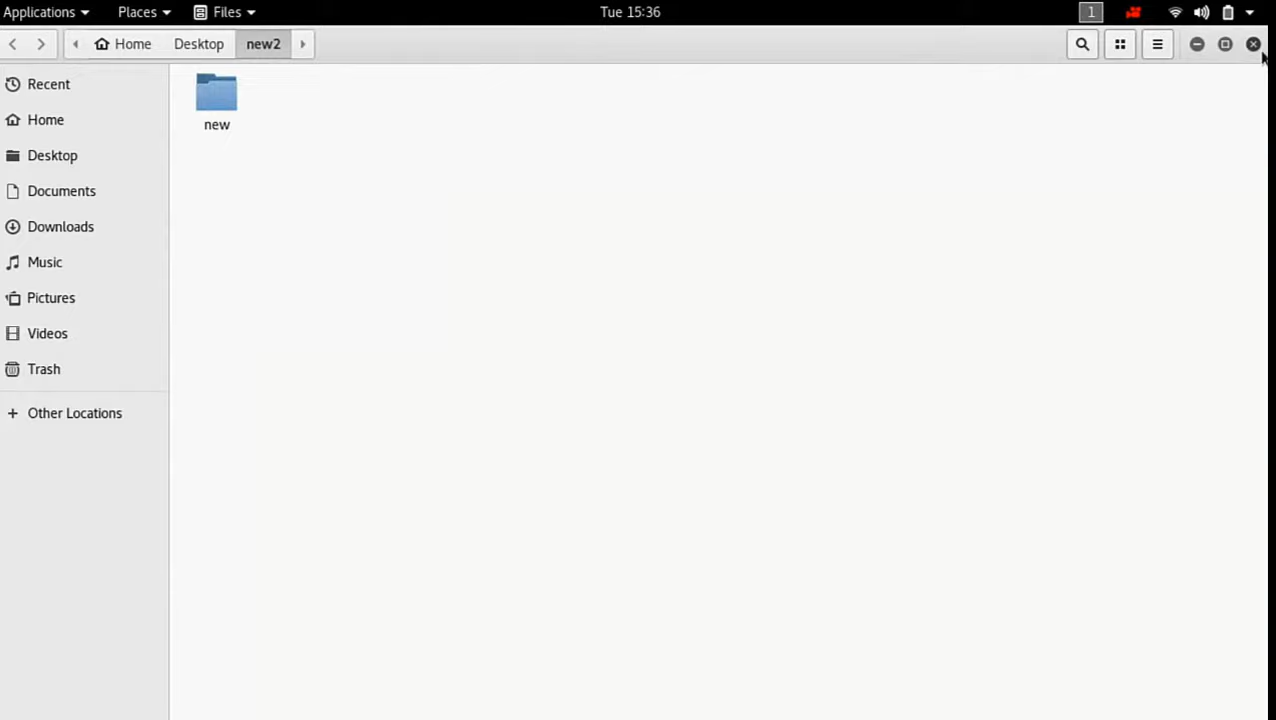 Applications Places Files Tue 15:36 1
Home Desktop new2
Recent
Home
Desktop
Documents
Downloads
Music
Pictures
Videos
Trash
+ Other Locations
new